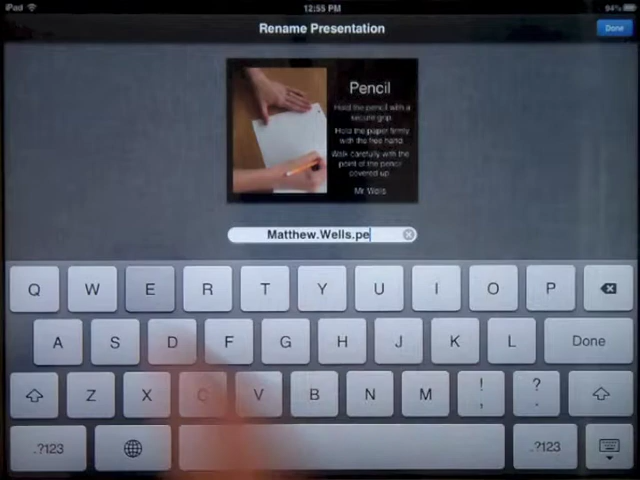 iPad 12:55 PM 94%
Rename Presentation Done
Pencil
Hold the pencil with a
secure grip.
Hold the paper firmly
with the free hand.
Walk carefully with the
point of the pencil
covered up.
Mr Wells
Matthew.Wells.pe
Q W E R T Y U I O P
A S D F G H J K L Done
Z X C V B N M ! , ? .
.?123 .?123